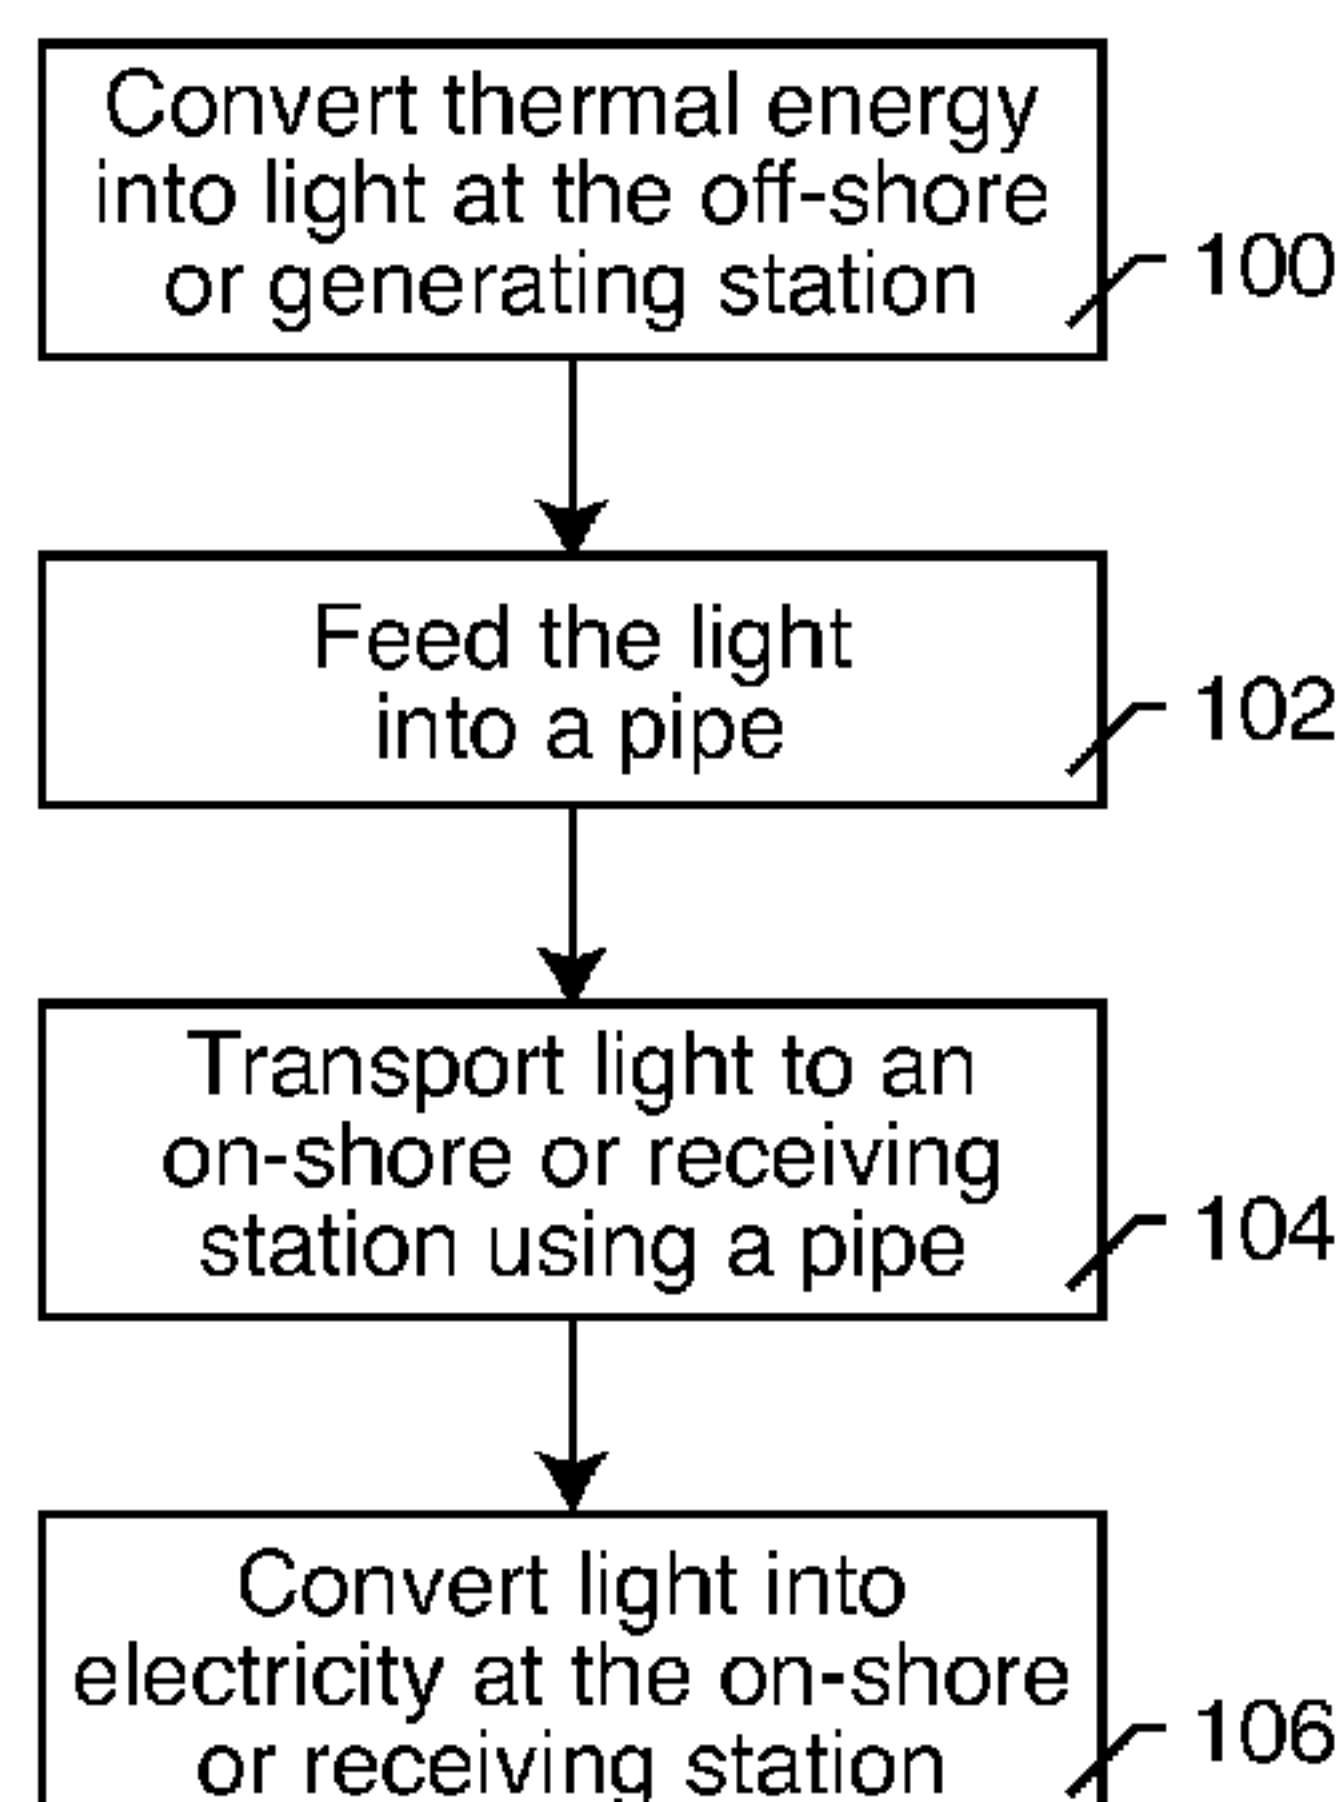 Convert thermal energy
into light at the off-shore
or generating station
100
Feed the light
into a pipe
102
Transport light to an
on-shore or receiving
station using a pipe
104
Convert light into
electricity at the on-shore
or receiving station
106